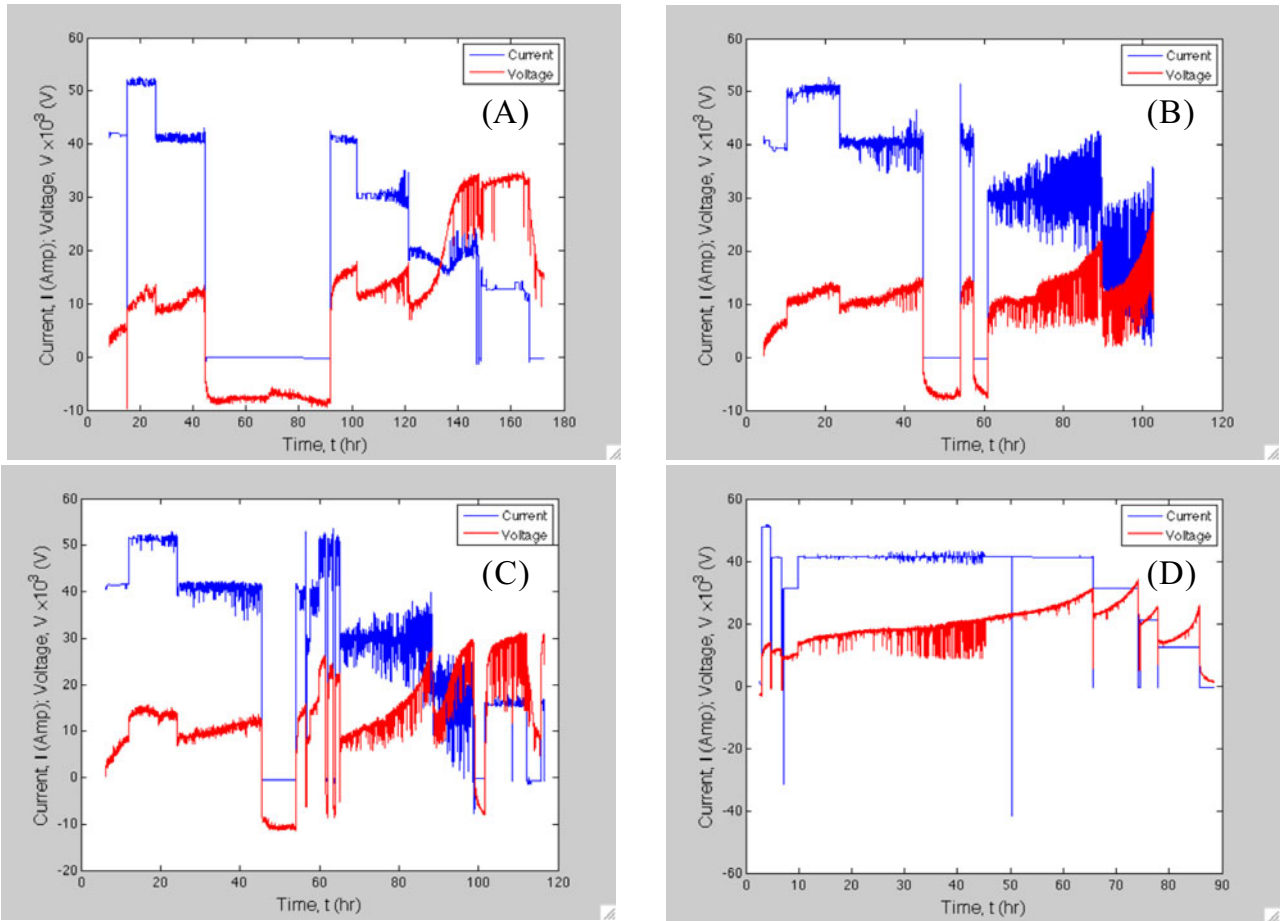 60
50
40
30
20
10
0
-10
0 20 40 60 80 100 120 140 160 180
Current, I (Amp); Voltage, V ×10³ (V)
Time, t (hr)
Current
Voltage
(A)
60
50
40
30
20
10
0
-10
0 20 40 60 80 100 120
Current, I (Amp); Voltage, V ×10³ (V)
Time, t (hr)
Current
Voltage
(B)
60
50
40
30
20
10
0
-10
-20
0 20 40 60 80 100 120
Current, I (Amp); Voltage, V ×10³ (V)
Time, t (hr)
Current
Voltage
(C)
60
40
20
0
-20
-40
-60
0 10 20 30 40 50 60 70 80 90
Current, I (Amp); Voltage, V ×10³ (V)
Time, t (hr)
Current
Voltage
(D)